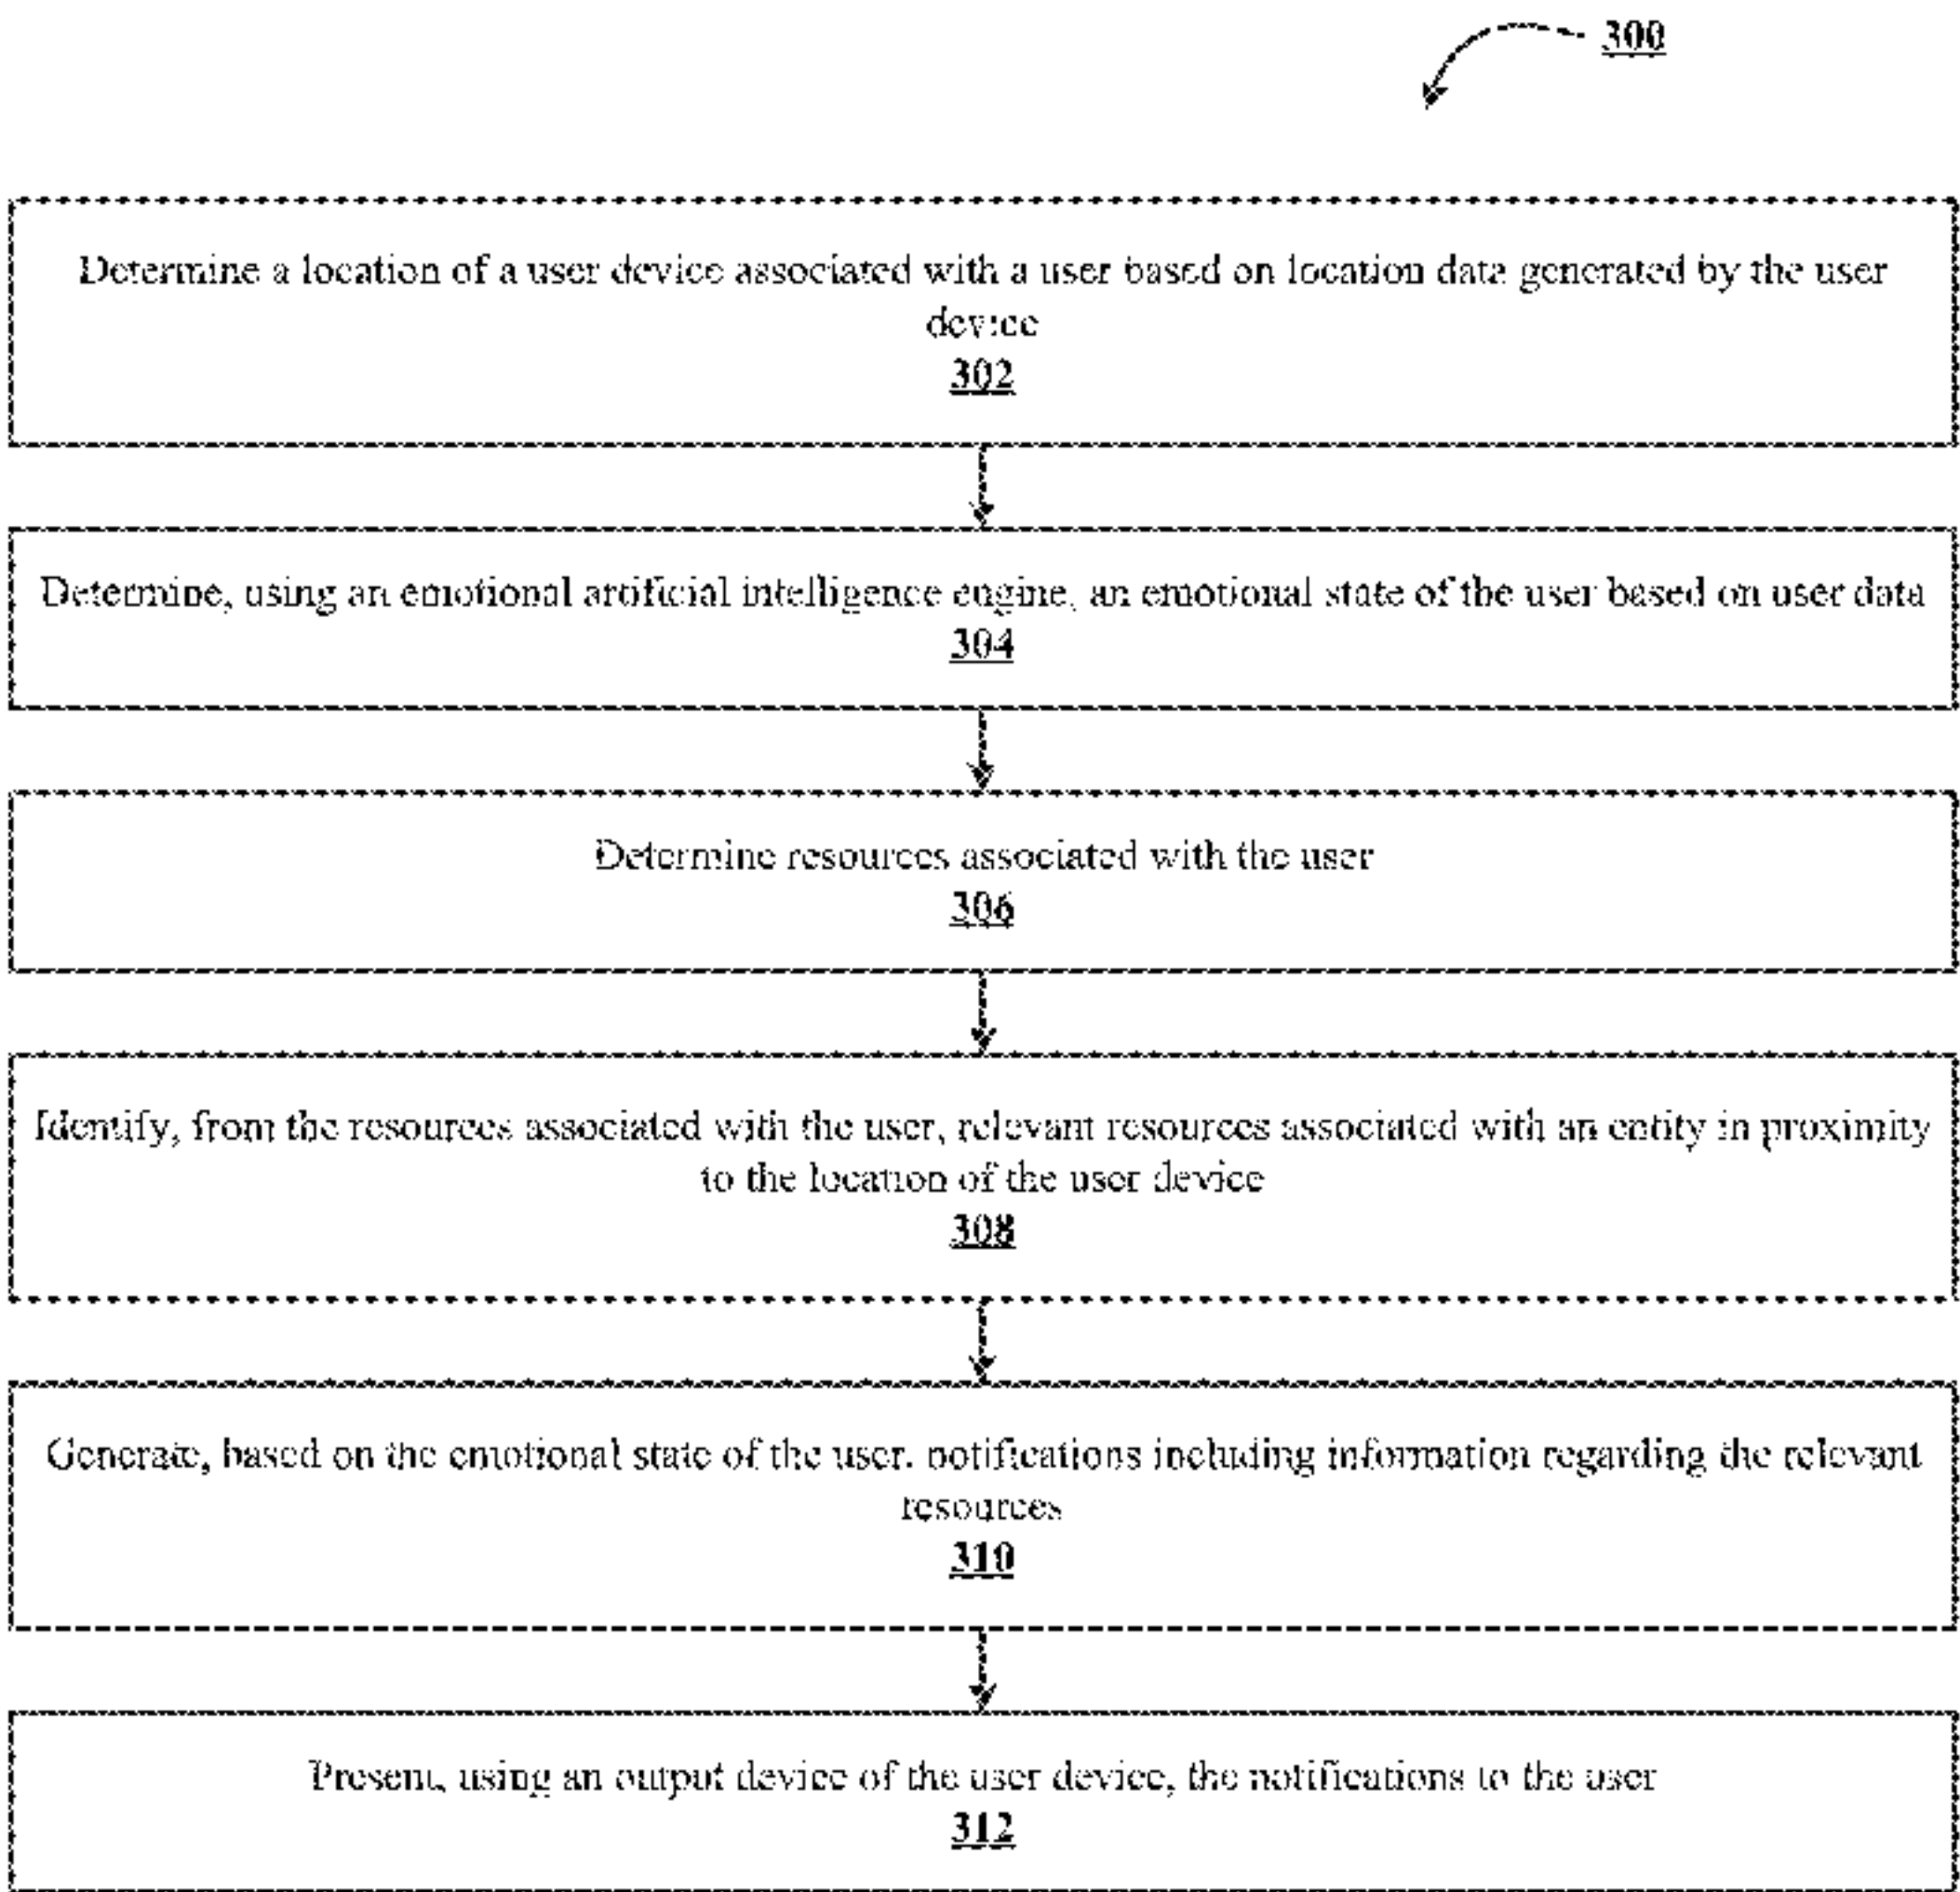 300
Determine a location of a user device associated with a user based on location data generated by the user
device
302
Determine, using an emotional artificial intelligence engine, an emotional state of the user based on user data
304
Determine resources associated with the user
306
Identify, from the resources associated with the user, relevant resources associated with an entity in proximity
to the location of the user device
308
Generate, based on the emotional state of the user, notifications including information regarding the relevant
resources
310
Present, using an output device of the user device, the notifications to the user
312